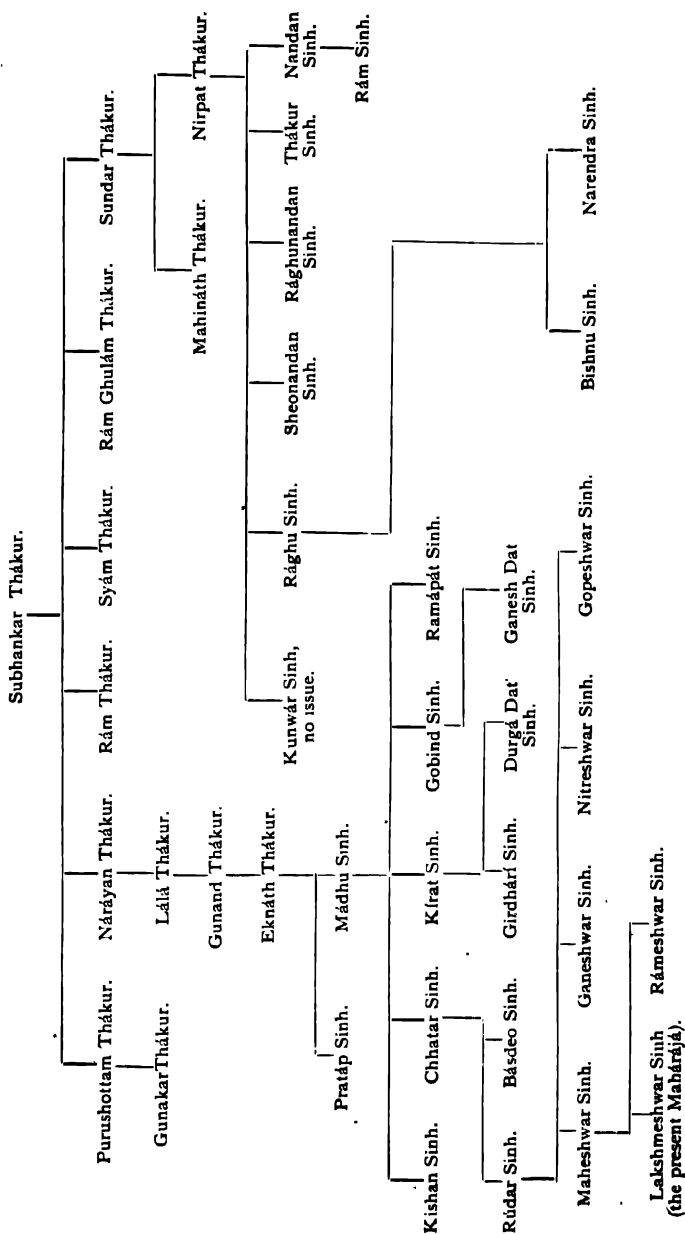 Subhankar Thákur.
Purushottam Thákur. Náráyan Thákur. Rám Thákur. Syám Thákur. Rám Ghulám Thákur. Sundar Thákur.
Gunakar Thákur. Lálá Thákur. Mahináth Thákur. Nirpat Thákur.
Gunand Thákur.
Eknáth Thákur.
Kunwár Sinh,
no issue.
Rághu Sinh.
Sheonandan
Sinh.
Rághunandan
Sinh.
Thákur
Sinh.
Nandan
Sinh.
Pratáp Sinh. Mádhu Sinh. Rám Sinh.
Kishan Sinh. Chhatar Sinh. Kírat Sinh. Gobind Sinh. Ramápát Sinh.
Rúdar Sinh. Básdeo Sinh. Girdhárí Sinh.
Durgá Dat
Sinh.
Ganesh Dat
Sinh.
Bishnu Sinh. Narendra Sinh.
Maheshwar Sinh. Ganeshwar Sinh. Nitreshwar Sinh. Gopeshwar Sinh.
Lakshmeshwar Sinh
(the present Mahárájá).
Rámeshwar Sinh.